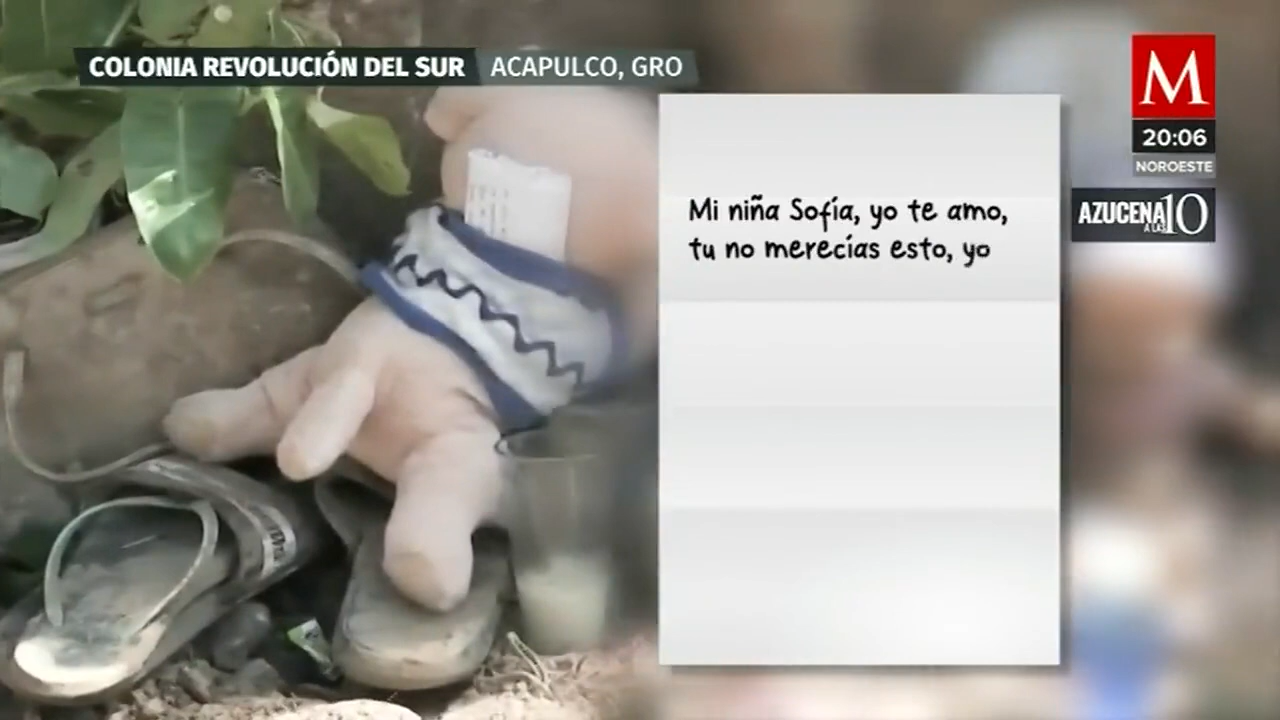 COLONIA REVOLUCIÓN DEL SUR ACAPULCO, GRO
M
20:06
NOROESTE
AZUCENA A LAS 10
Mi niña Sofía, yo te amo,
tu no merecías esto, yo